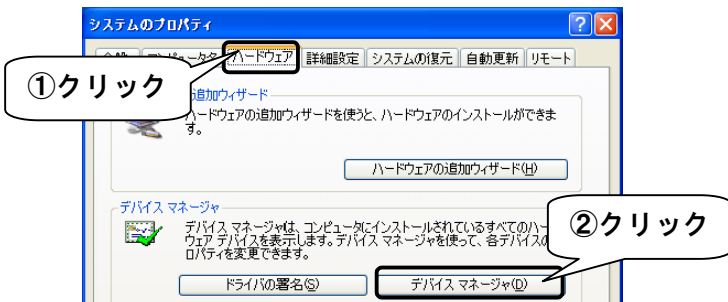 システムのプロパティ
ハードウェア 詳細設定 システムの復元 自動更新 リモート
①クリック
追加ウィザード
ハードウェアの追加ウィザードを使うと、ハードウェアのインストールができま
す。
ハードウェアの追加ウィザード(H)
デバイス マネージャ
デバイス マネージャは、コンピュータにインストールされているすべてのハー
ウェア デバイスを表示します。デバイス マネージャを使って、各デバイスの
ロパティを変更できます。
②クリック
ドライバの署名(S) デバイス マネージャ(D)